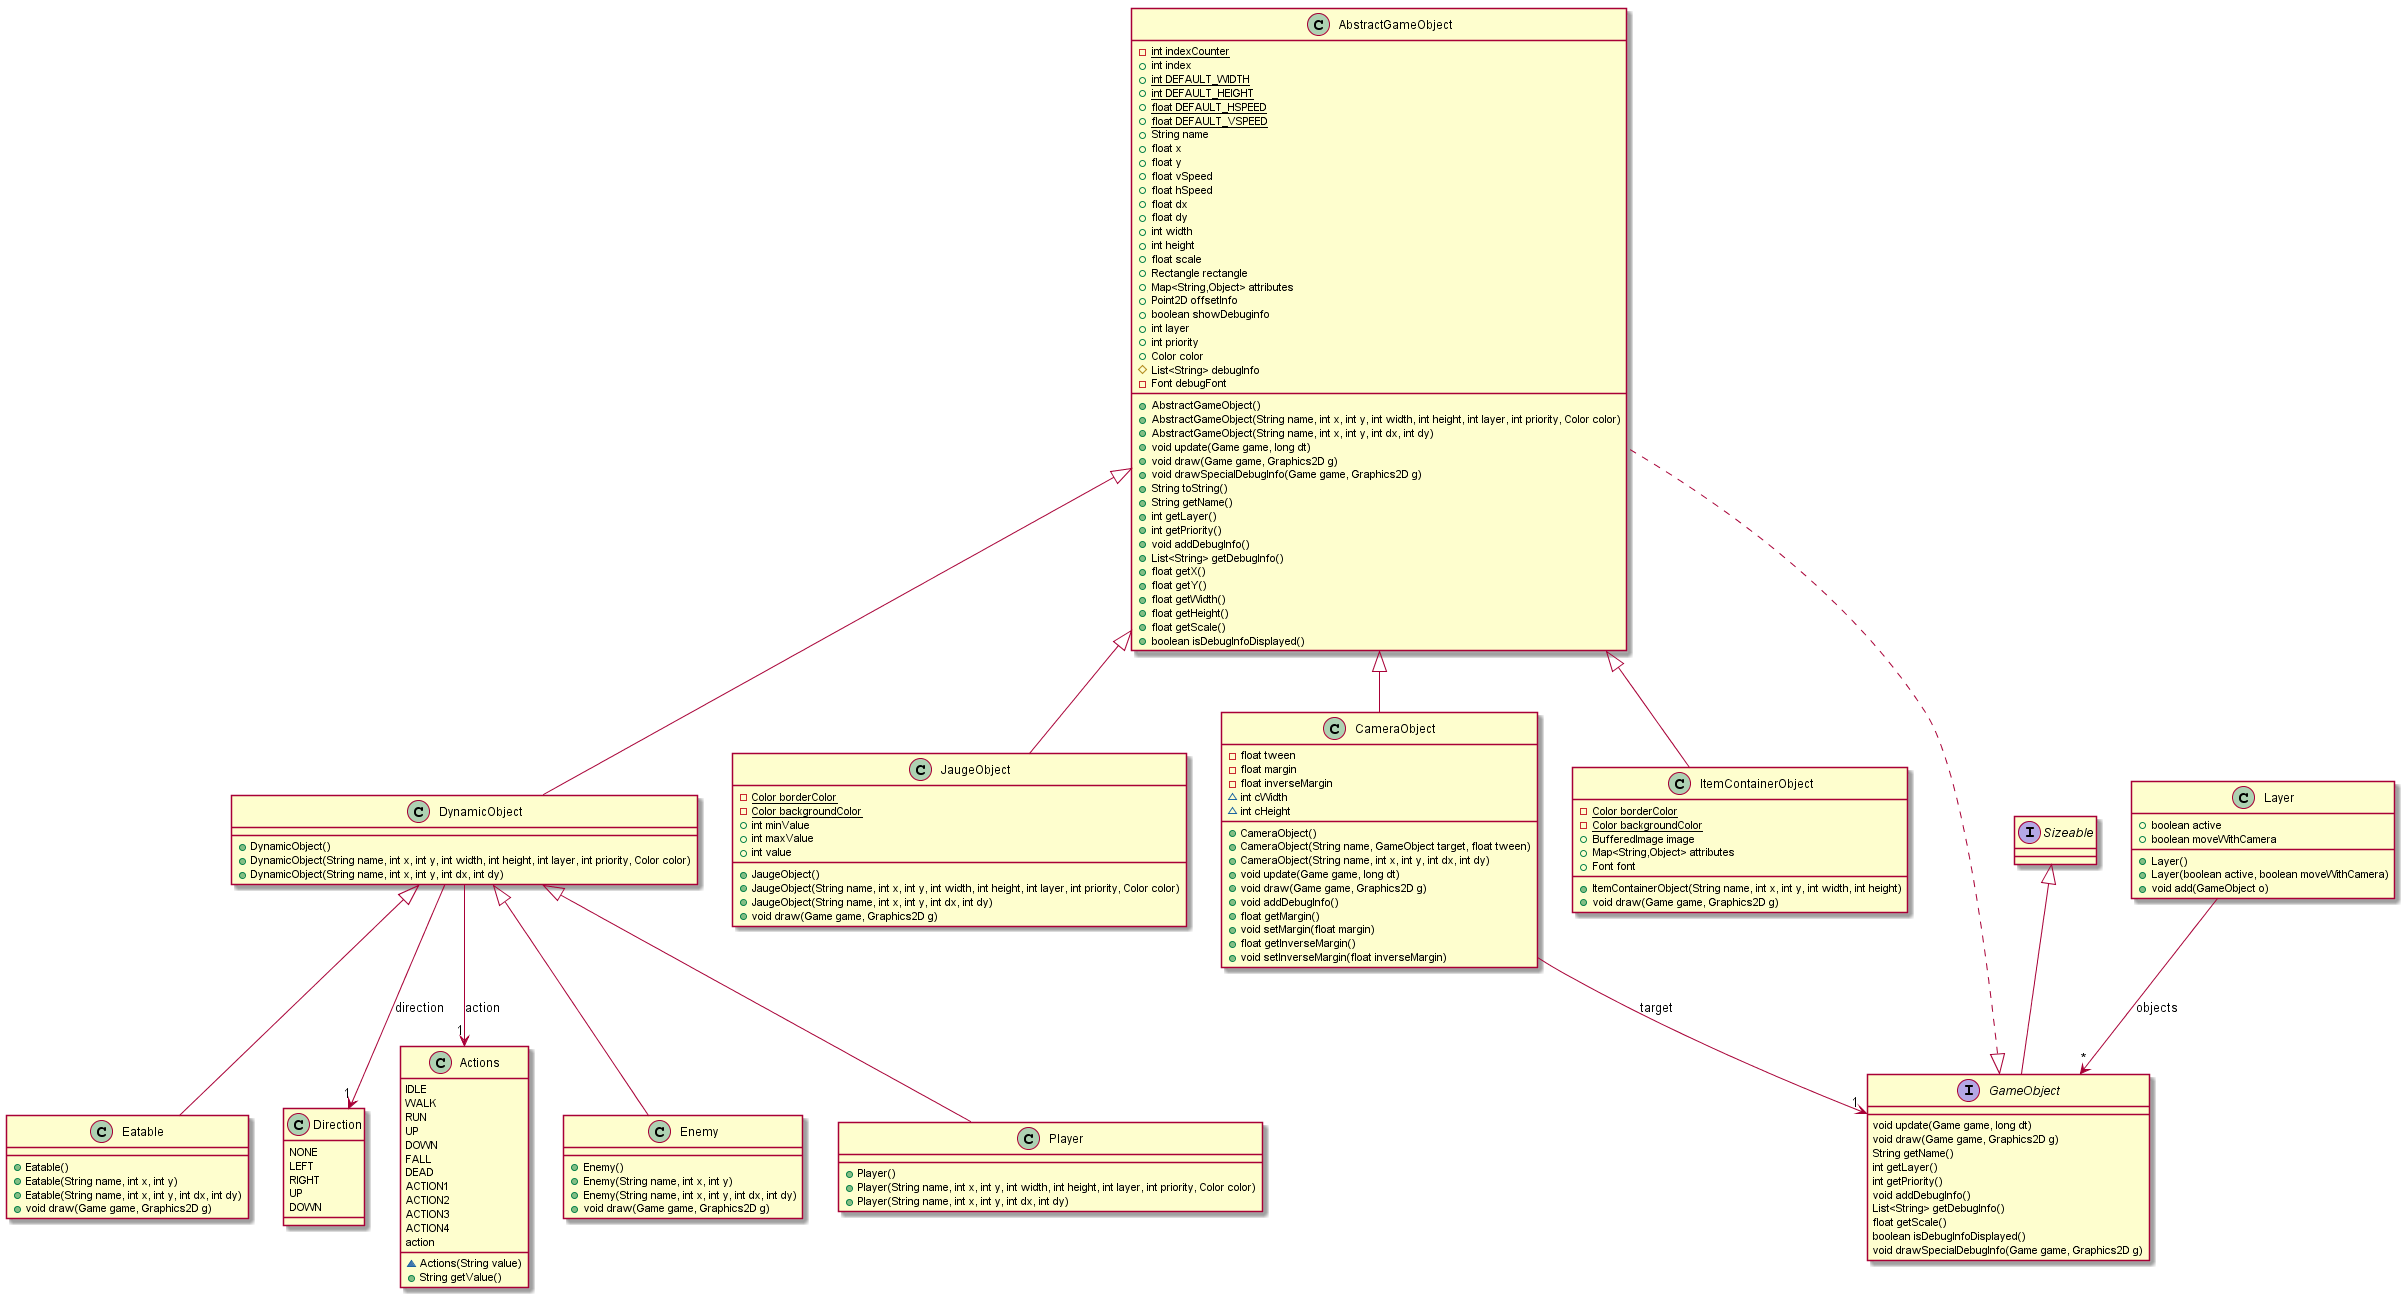 C AbstractGameObject
int indexCounter
int index
int DEFAULT_WIDTH
int DEFAULT_HEIGHT
float DEFAULT_HSPEED
float DEFAULT_VSPEED
String name
float x
float y
float vSpeed
float hSpeed
float dx
float dy
int width
int height
float scale
Rectangle rectangle
Map<String,Object> attributes
Point2D offsetInfo
boolean showDebuginfo
int layer
int priority
Color color
List<String> debugInfo
Font debugFont
AbstractGameObject()
AbstractGameObject(String name, int x, int y, int width, int height, int layer, int priority, Color color)
AbstractGameObject(String name, int x, int y, int dx, int dy)
void update(Game game, long dt)
void draw(Game game, Graphics2D g)
void drawSpecialDebugInfo(Game game, Graphics2D g)
String toString()
String getName()
int getLayer()
int getPriority()
void addDebugInfo()
List<String> getDebugInfo()
float getX()
float getY()
float getWidth()
float getHeight()
float getScale()
boolean isDebugInfoDisplayed()
C DynamicObject
DynamicObject()
DynamicObject(String name, int x, int y, int width, int height, int layer, int priority, Color color)
DynamicObject(String name, int x, int y, int dx, int dy)
C JaugeObject
Color borderColor
Color backgroundColor
int minValue
int maxValue
int value
JaugeObject()
JaugeObject(String name, int x, int y, int width, int height, int layer, int priority, Color color)
JaugeObject(String name, int x, int y, int dx, int dy)
void draw(Game game, Graphics2D g)
C CameraObject
float tween
float margin
float inverseMargin
int cWidth
int cHeight
CameraObject()
CameraObject(String name, GameObject target, float tween)
CameraObject(String name, int x, int y, int dx, int dy)
void update(Game game, long dt)
void draw(Game game, Graphics2D g)
void addDebugInfo()
float getMargin()
void setMargin(float margin)
float getInverseMargin()
void setInverseMargin(float inverseMargin)
C ItemContainerObject
Color borderColor
Color backgroundColor
BufferedImage image
Map<String,Object> attributes
Font font
ItemContainerObject(String name, int x, int y, int width, int height)
void draw(Game game, Graphics2D g)
I Sizeable
C Layer
boolean active
boolean moveWithCamera
Layer()
Layer(boolean active, boolean moveWithCamera)
void add(GameObject o)
direction
1
action
1
target
1
objects
*
C Eatable
Eatable()
Eatable(String name, int x, int y)
Eatable(String name, int x, int y, int dx, int dy)
void draw(Game game, Graphics2D g)
C Direction
NONE
LEFT
RIGHT
UP
DOWN
C Actions
IDLE
WALK
RUN
UP
DOWN
FALL
DEAD
ACTION1
ACTION2
ACTION3
ACTION4
action
Actions(String value)
String getValue()
C Enemy
Enemy()
Enemy(String name, int x, int y)
Enemy(String name, int x, int y, int dx, int dy)
void draw(Game game, Graphics2D g)
C Player
Player()
Player(String name, int x, int y, int width, int height, int layer, int priority, Color color)
Player(String name, int x, int y, int dx, int dy)
I GameObject
void update(Game game, long dt)
void draw(Game game, Graphics2D g)
String getName()
int getLayer()
int getPriority()
void addDebugInfo()
List<String> getDebugInfo()
float getScale()
boolean isDebugInfoDisplayed()
void drawSpecialDebugInfo(Game game, Graphics2D g)